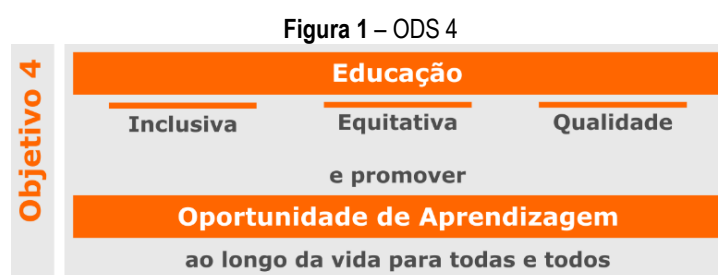 Figura 1 – ODS 4
Objetivo 4
Educação
Inclusiva Equitativa Qualidade
e promover
Oportunidade de Aprendizagem
ao longo da vida para todas e todos